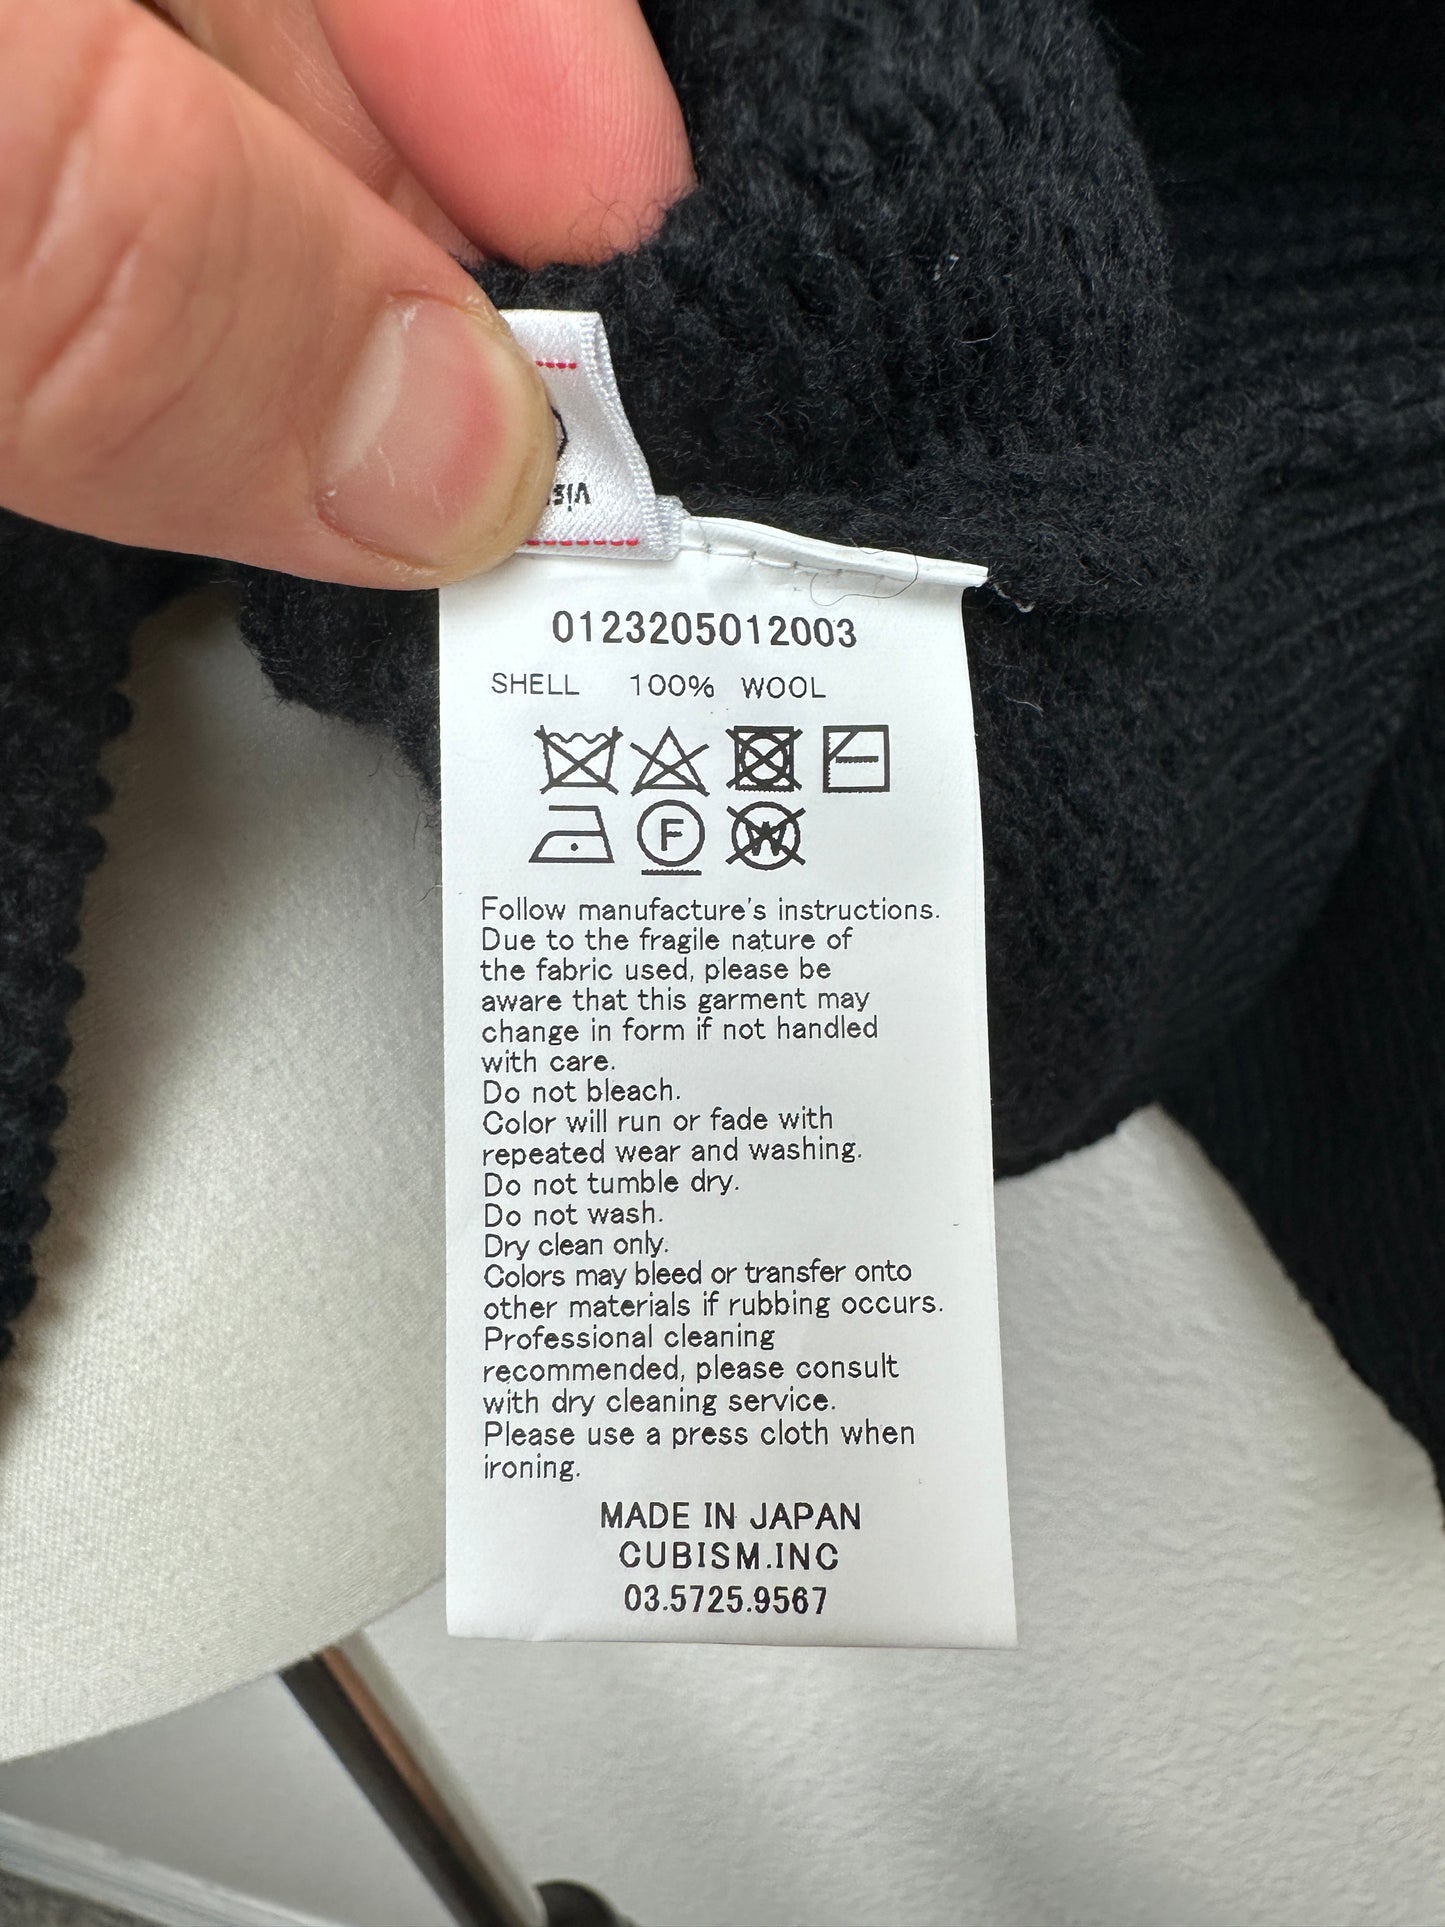 0123205012003
SHELL 100% WOOL
F
W
Follow manufacture's instructions.
Due to the fragile nature of
the fabric used, please be
aware that this garment may
change in form if not handled
with care.
Do not bleach.
Color will run or fade with
repeated wear and washing.
Do not tumble dry.
Do not wash.
Dry clean only.
Colors may bleed or transfer onto
other materials if rubbing occurs.
Professional cleaning
recommended, please consult
with dry cleaning service.
Please use a press cloth when
ironing.
MADE IN JAPAN
CUBISM.INC
03.5725.9567